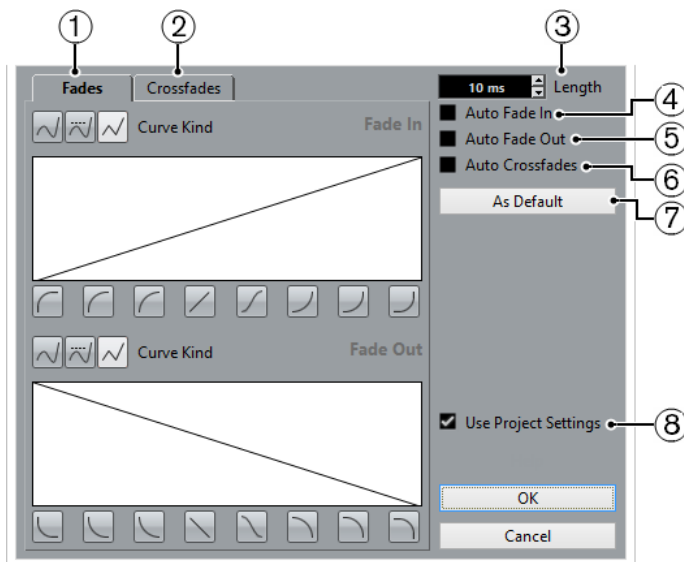 1
2
3
Fades
Crossfades
10 ms
Length
4
Curve Kind
Fade In
Auto Fade In
5
Auto Fade Out
6
Auto Crossfades
As Default
7
Curve Kind
Fade Out
Use Project Settings
8
OK
Cancel